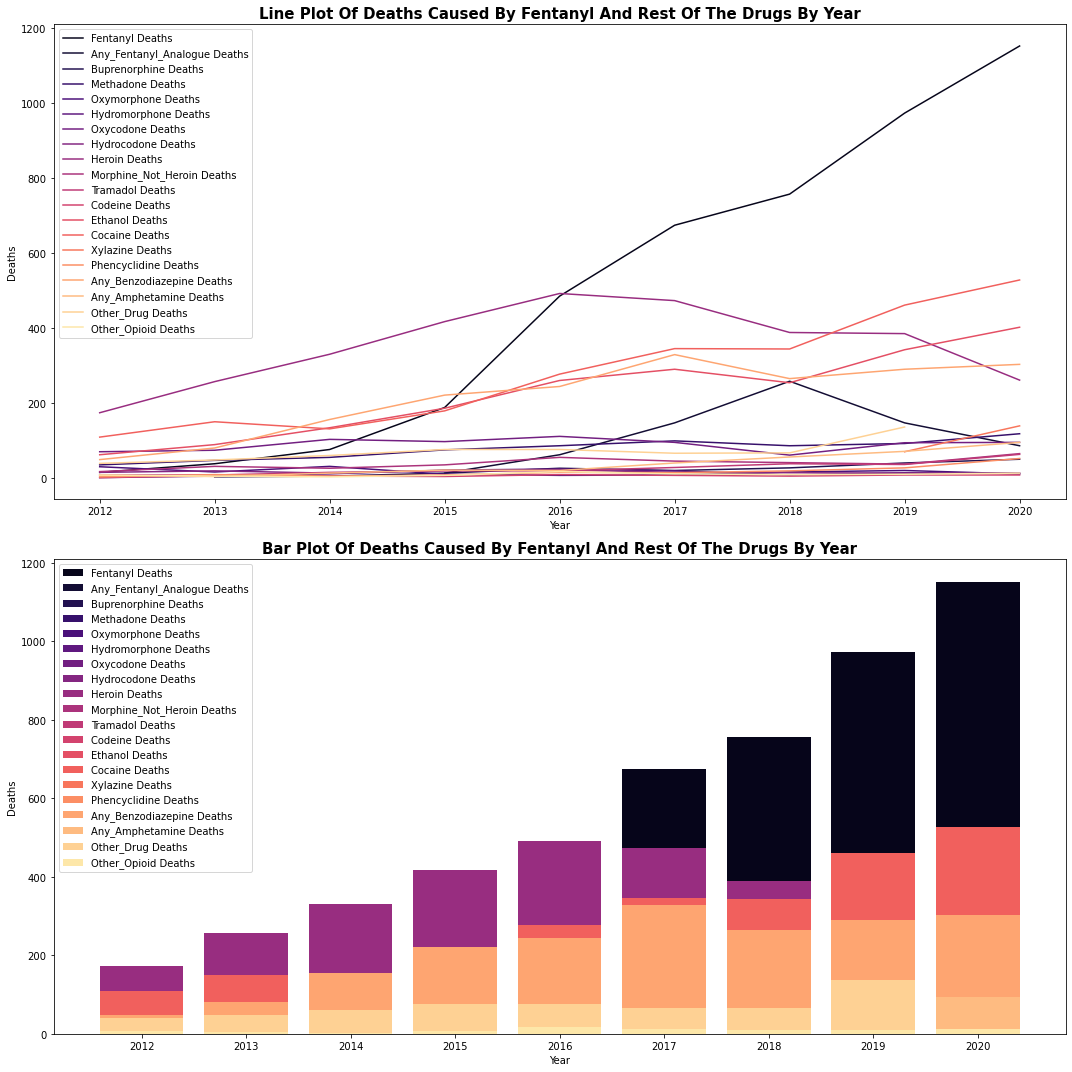 Line Plot Of Deaths Caused By Fentanyl And Rest Of The Drugs By Year
1200
1000
800
600
400
200
0
Deaths
Fentanyl Deaths
Any_Fentanyl_Analogue Deaths
Buprenorphine Deaths
Methadone Deaths
Oxymorphone Deaths
Hydromorphone Deaths
Oxycodone Deaths
Hydrocodone Deaths
Heroin Deaths
Morphine_Not_Heroin Deaths
Tramadol Deaths
Codeine Deaths
Ethanol Deaths
Cocaine Deaths
Xylazine Deaths
Phencyclidine Deaths
Any_Benzodiazepine Deaths
Any_Amphetamine Deaths
Other_Drug Deaths
Other_Opioid Deaths
2012 2013 2014 2015 2016 2017 2018 2019 2020
Year
Bar Plot Of Deaths Caused By Fentanyl And Rest Of The Drugs By Year
1200
1000
800
600
400
200
0
Deaths
Fentanyl Deaths
Any_Fentanyl_Analogue Deaths
Buprenorphine Deaths
Methadone Deaths
Oxymorphone Deaths
Hydromorphone Deaths
Oxycodone Deaths
Hydrocodone Deaths
Heroin Deaths
Morphine_Not_Heroin Deaths
Tramadol Deaths
Codeine Deaths
Ethanol Deaths
Cocaine Deaths
Xylazine Deaths
Phencyclidine Deaths
Any_Benzodiazepine Deaths
Any_Amphetamine Deaths
Other_Drug Deaths
Other_Opioid Deaths
2012 2013 2014 2015 2016 2017 2018 2019 2020
Year